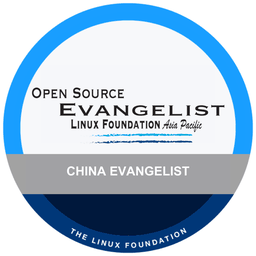 OPEN SOURCE
EVANGELIST
LINUX FOUNDATION Asia Pacific
CHINA EVANGELIST
THE LINUX FOUNDATION